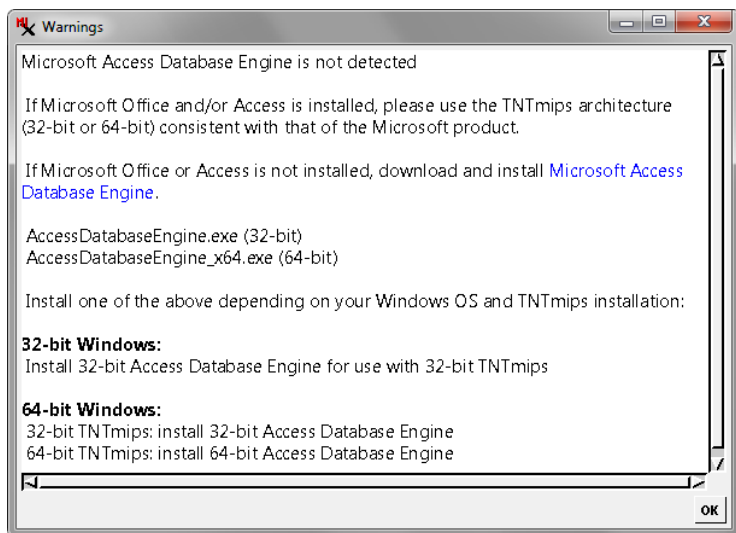 Warnings
Microsoft Access Database Engine is not detected
If Microsoft Office and/or Access is installed, please use the TNTmips architecture
(32-bit or 64-bit) consistent with that of the Microsoft product.
If Microsoft Office or Access is not installed, download and install Microsoft Access
Database Engine.
AccessDatabaseEngine.exe (32-bit)
AccessDatabaseEngine_x64.exe (64-bit)
Install one of the above depending on your Windows OS and TNTmips installation:
32-bit Windows:
Install 32-bit Access Database Engine for use with 32-bit TNTmips
64-bit Windows:
32-bit TNTmips: install 32-bit Access Database Engine
64-bit TNTmips: install 64-bit Access Database Engine
OK